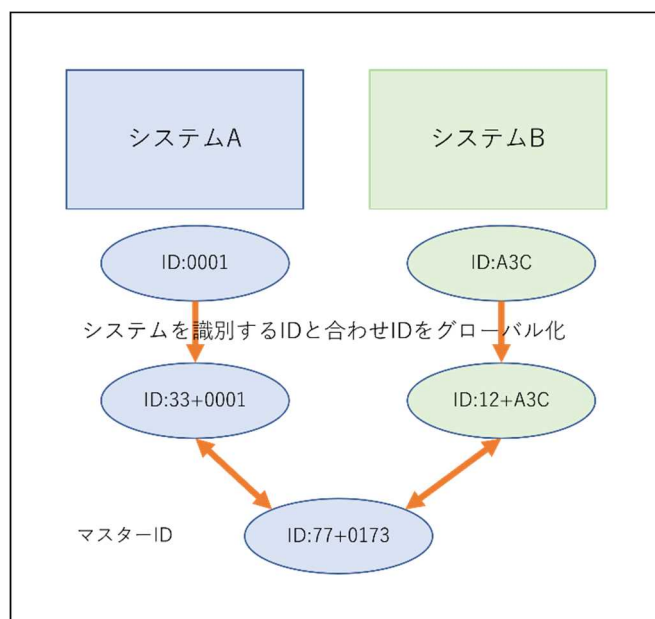 システムA
システムB
ID:0001
ID:A3C
システムを識別するIDと合わせIDをグローバル化
ID:33+0001
ID:12+A3C
マスターID
ID:77+0173